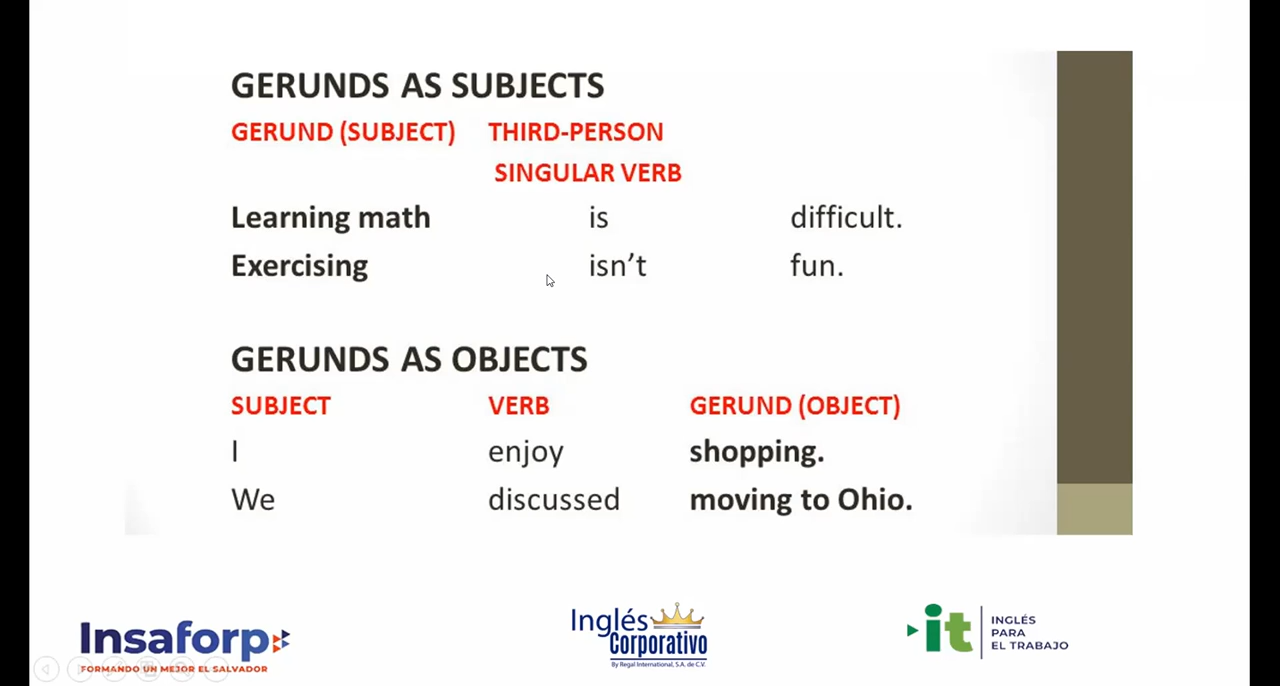 GERUNDS AS SUBJECTS
GERUND (SUBJECT) THIRD-PERSON
SINGULAR VERB
Learning math is difficult.
Exercising isn’t fun.
GERUNDS AS OBJECTS
SUBJECT VERB GERUND (OBJECT)
I enjoy shopping.
We discussed moving to Ohio.
Insaforp
FORMANDO UN MEJOR EL SALVADOR
Inglés
Corporativo
By Regal International, S.A. de C.V.
it
INGLÉS
PARA
EL TRABAJO